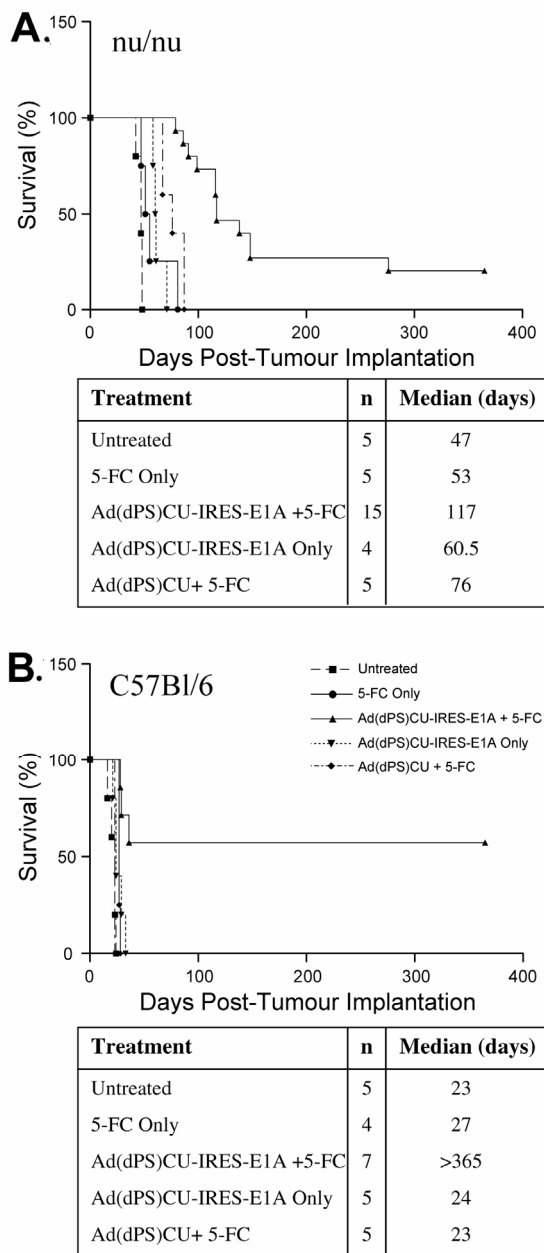 A.
nu/nu
150
100
50
0
Survival (%)
0 100 200 300 400
Days Post-Tumour Implantation
Treatment n Median (days)
Untreated 5 47
5-FC Only 5 53
Ad(dPS)CU-IRES-E1A +5-FC 15 117
Ad(dPS)CU-IRES-E1A Only 4 60.5
Ad(dPS)CU+ 5-FC 5 76
B.
C57Bl/6
150
100
50
0
Survival (%)
Untreated
5-FC Only
Ad(dPS)CU-IRES-E1A + 5-FC
Ad(dPS)CU-IRES-E1A Only
Ad(dPS)CU + 5-FC
0 100 200 300 400
Days Post-Tumour Implantation
Treatment n Median (days)
Untreated 5 23
5-FC Only 4 27
Ad(dPS)CU-IRES-E1A +5-FC 7 >365
Ad(dPS)CU-IRES-E1A Only 5 24
Ad(dPS)CU+ 5-FC 5 23